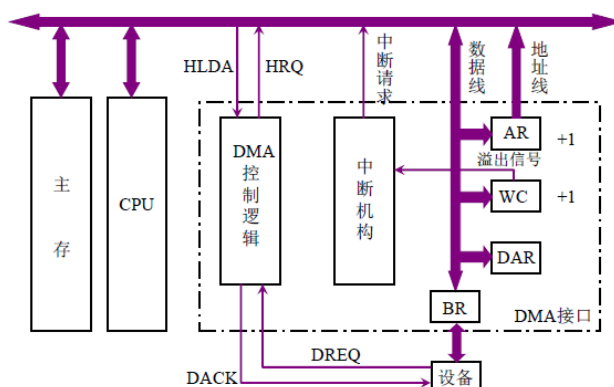 HLDA
HRQ
中断请求
数据线
地址线
主存
CPU
DMA
控制逻辑
中断机构
AR
+1
溢出信号
WC
+1
DAR
BR
DMA接口
DREQ
DACK
设备